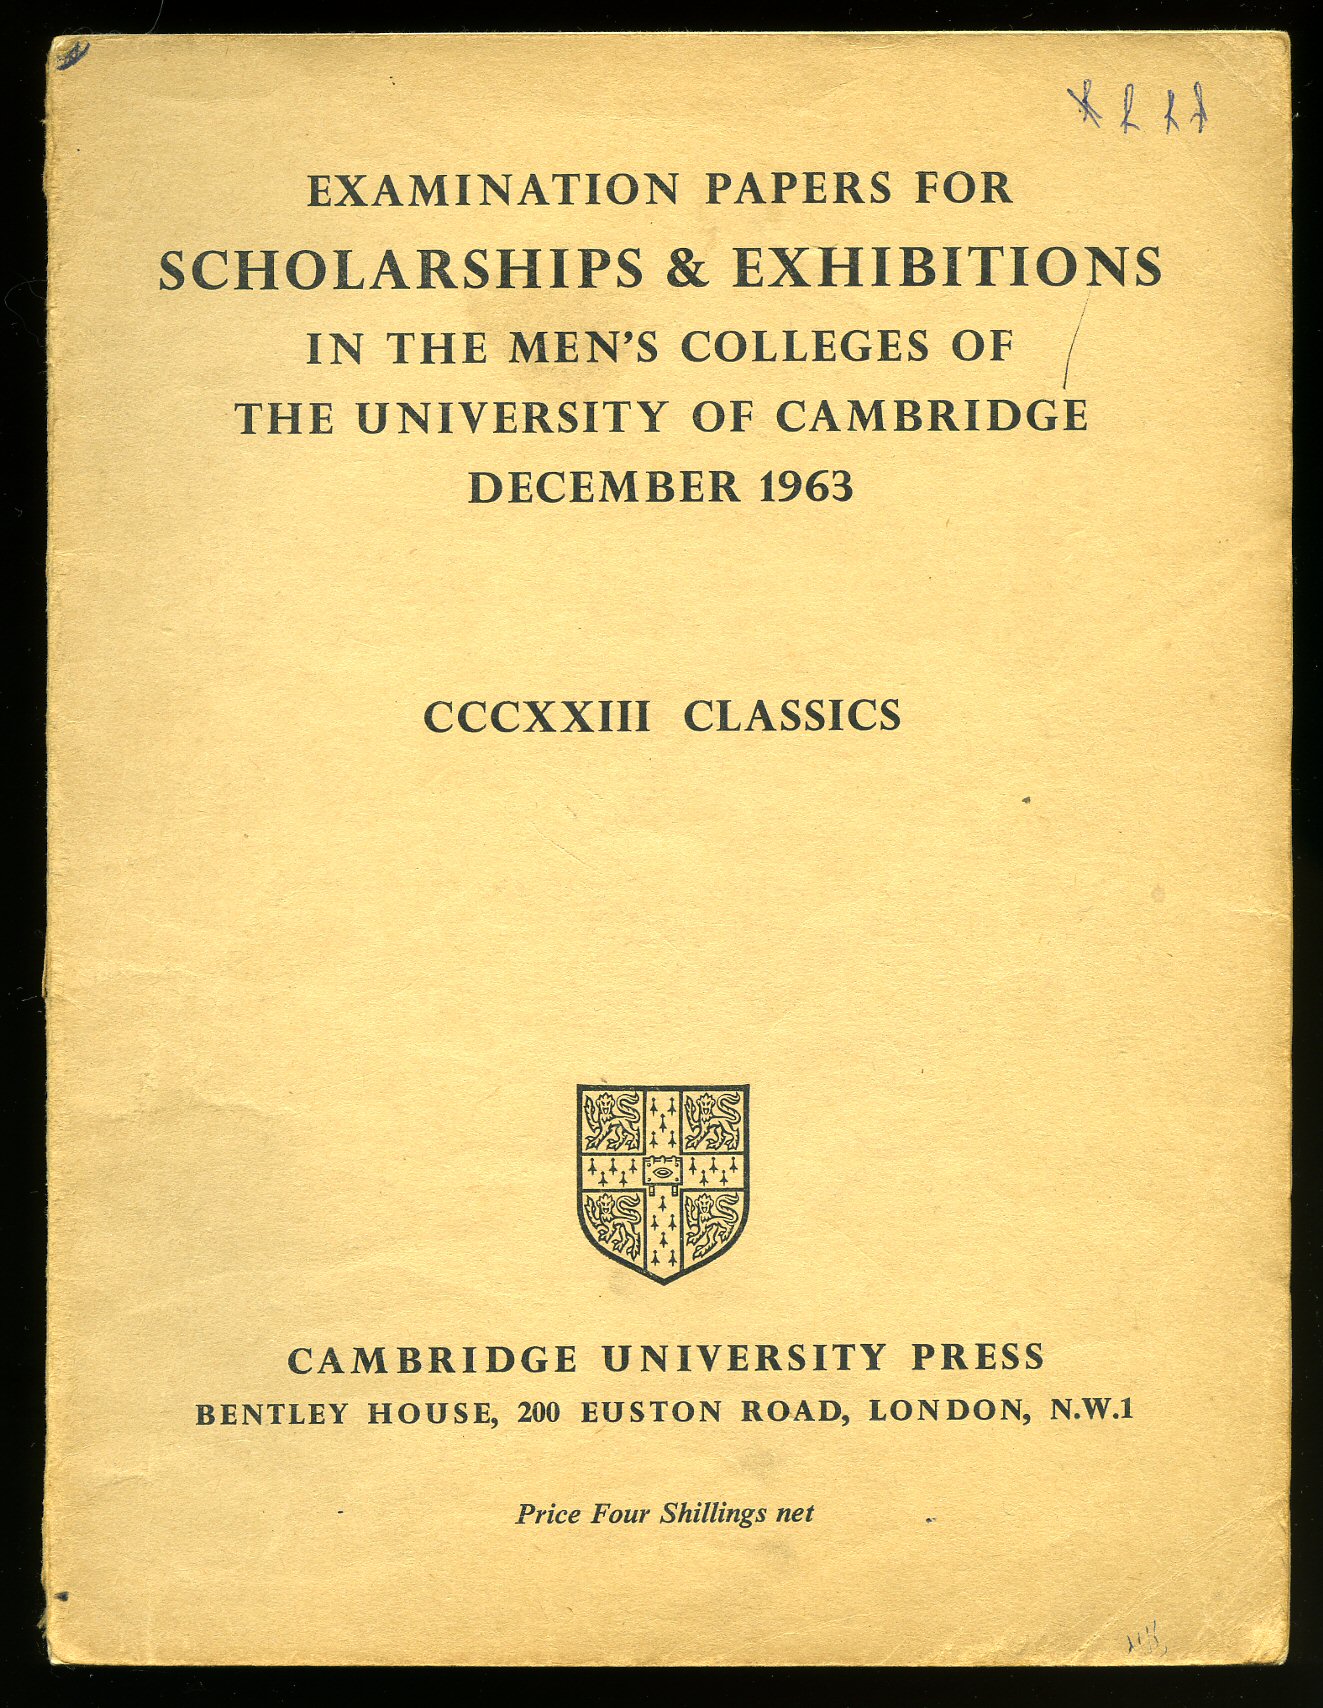 EXAMINATION PAPERS FOR
SCHOLARSHIPS & EXHIBITIONS
IN THE MEN'S COLLEGES OF
THE UNIVERSITY OF CAMBRIDGE
DECEMBER 1963
CCCXXIII CLASSICS
CAMBRIDGE UNIVERSITY PRESS
BENTLEY HOUSE, 200 EUSTON ROAD, LONDON, N.W.1
Price Four Shillings net